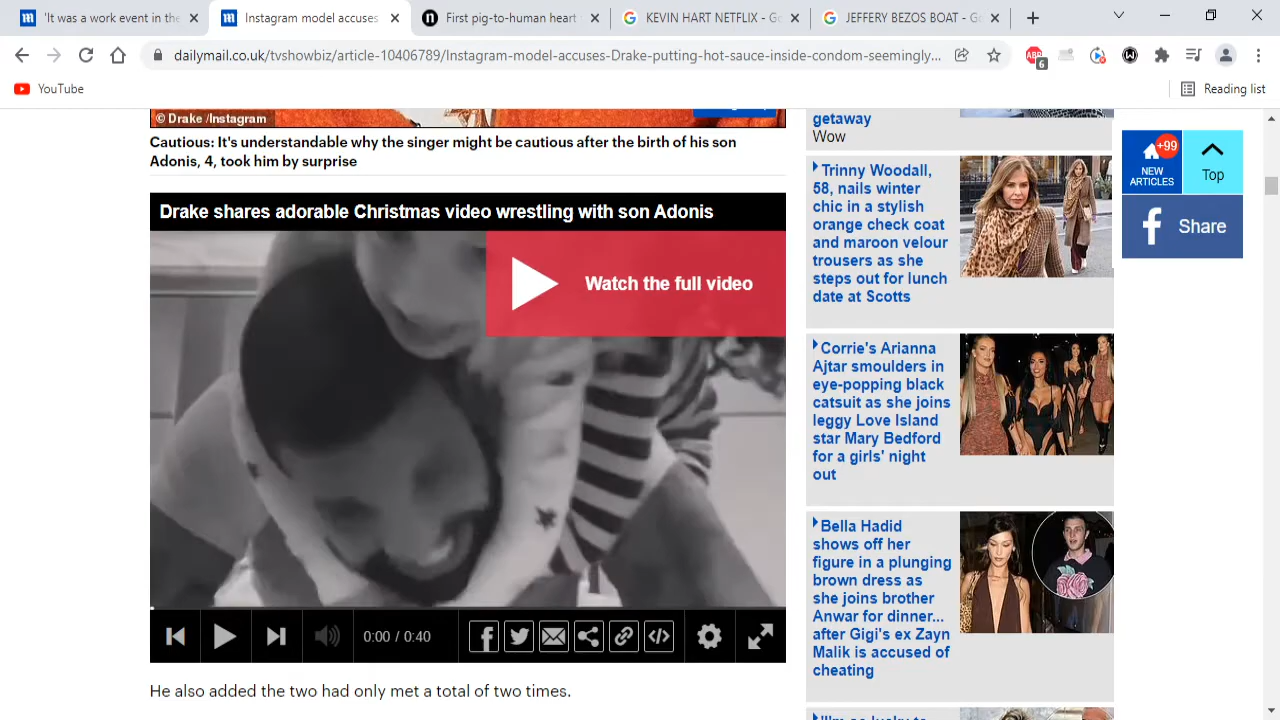 'It was a work event in the
Instagram model accuses
First pig-to-human heart
KEVIN HART NETFLIX - Go
JEFFERY BEZOS BOAT - Go
dailymail.co.uk/tvshowbiz/article-10406789/Instagram-model-accuses-Drake-putting-hot-sauce-inside-condom-seemingly...
ABP
6
YouTube
Reading list
© Drake /Instagram
Cautious: It's understandable why the singer might be cautious after the birth of his son
Adonis, 4, took him by surprise
Drake shares adorable Christmas video wrestling with son Adonis
Watch the full video
0:00 / 0:40
He also added the two had only met a total of two times.
getaway
Wow
Trinny Woodall,
58, nails winter
chic in a stylish
orange check coat
and maroon velour
trousers as she
steps out for lunch
date at Scotts
Corrie's Arianna
Ajtar smoulders in
eye-popping black
catsuit as she joins
leggy Love Island
star Mary Bedford
for a girls' night
out
Bella Hadid
shows off her
figure in a plunging
brown dress as
she joins brother
Anwar for dinner...
after Gigi's ex Zayn
Malik is accused of
cheating
'I'm so lucky to
+99
NEW
ARTICLES
Top
Share